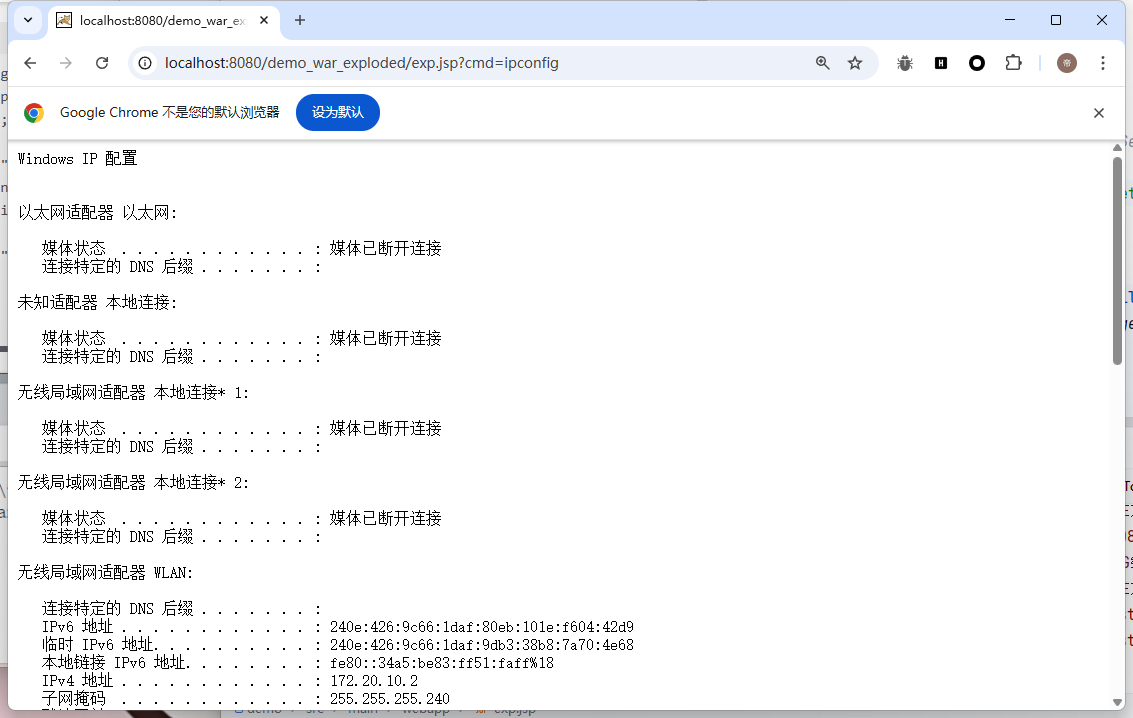 localhost:8080/demo_war_ex
localhost:8080/demo_war_exploded/exp.jsp?cmd=ipconfig
Google Chrome 不是您的默认浏览器 设为默认
Windows IP 配置
以太网适配器 以太网:
媒体状态 . . . . . . . . . . . . : 媒体已断开连接
连接特定的 DNS 后缀 . . . . . . . :
未知适配器 本地连接:
媒体状态 . . . . . . . . . . . . : 媒体已断开连接
连接特定的 DNS 后缀 . . . . . . . :
无线局域网适配器 本地连接* 1:
媒体状态 . . . . . . . . . . . . : 媒体已断开连接
连接特定的 DNS 后缀 . . . . . . . :
无线局域网适配器 本地连接* 2:
媒体状态 . . . . . . . . . . . . : 媒体已断开连接
连接特定的 DNS 后缀 . . . . . . . :
无线局域网适配器 WLAN:
连接特定的 DNS 后缀 . . . . . . . :
IPv6 地址 . . . . . . . . . . . . : 240e:426:9c66:1daf:80eb:101e:f604:42d9
临时 IPv6 地址. . . . . . . . . . : 240e:426:9c66:1daf:9db3:38b8:7a70:4e68
本地链接 IPv6 地址. . . . . . . . : fe80::34a5:be83:ff51:faff%18
IPv4 地址 . . . . . . . . . . . . : 172.20.10.2
子网掩码 . . . . . . . . . . . . : 255.255.255.240